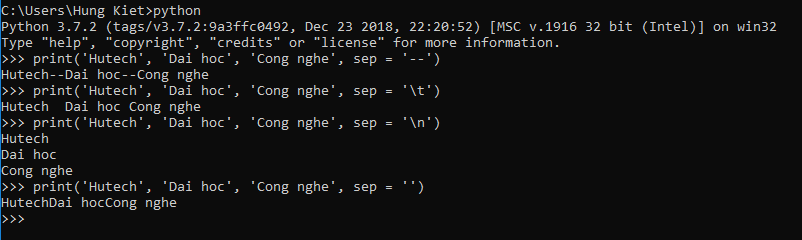 C:\Users\Hung Kiet>python
Python 3.7.2 (tags/v3.7.2:9a3ffc0492, Dec 23 2018, 22:20:52) [MSC v.1916 32 bit (Intel)] on win32
Type "help", "copyright", "credits" or "license" for more information.
>>> print('Hutech', 'Dai hoc', 'Cong nghe', sep = '--')
Hutech--Dai hoc--Cong nghe
>>> print('Hutech', 'Dai hoc', 'Cong nghe', sep = '\t')
Hutech  Dai hoc Cong nghe
>>> print('Hutech', 'Dai hoc', 'Cong nghe', sep = '\n')
Hutech
Dai hoc
Cong nghe
>>> print('Hutech', 'Dai hoc', 'Cong nghe', sep = '')
HutechDai hocCong nghe
>>>